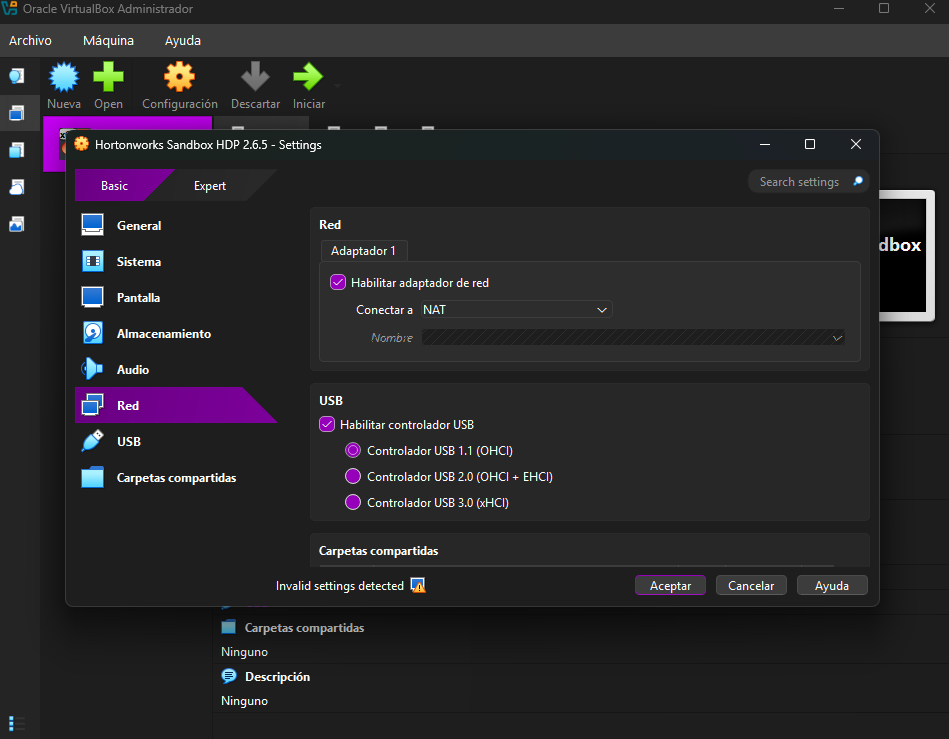 Oracle VirtualBox Administrador
Archivo Máquina Ayuda
Nueva Open Configuración Descartar Iniciar
Hortonworks Sandbox HDP 2.6.5 - Settings
Basic Expert Search settings
General
Sistema
Pantalla
Almacenamiento
Audio
Red
USB
Carpetas compartidas
Red
Adaptador 1
Habilitar adaptador de red
Conectar a NAT
Nombre
USB
Habilitar controlador USB
Controlador USB 1.1 (OHCI)
Controlador USB 2.0 (OHCI + EHCI)
Controlador USB 3.0 (xHCI)
Carpetas compartidas
Invalid settings detected
Aceptar Cancelar Ayuda
dbox
Carpetas compartidas
Ninguno
Descripción
Ninguno